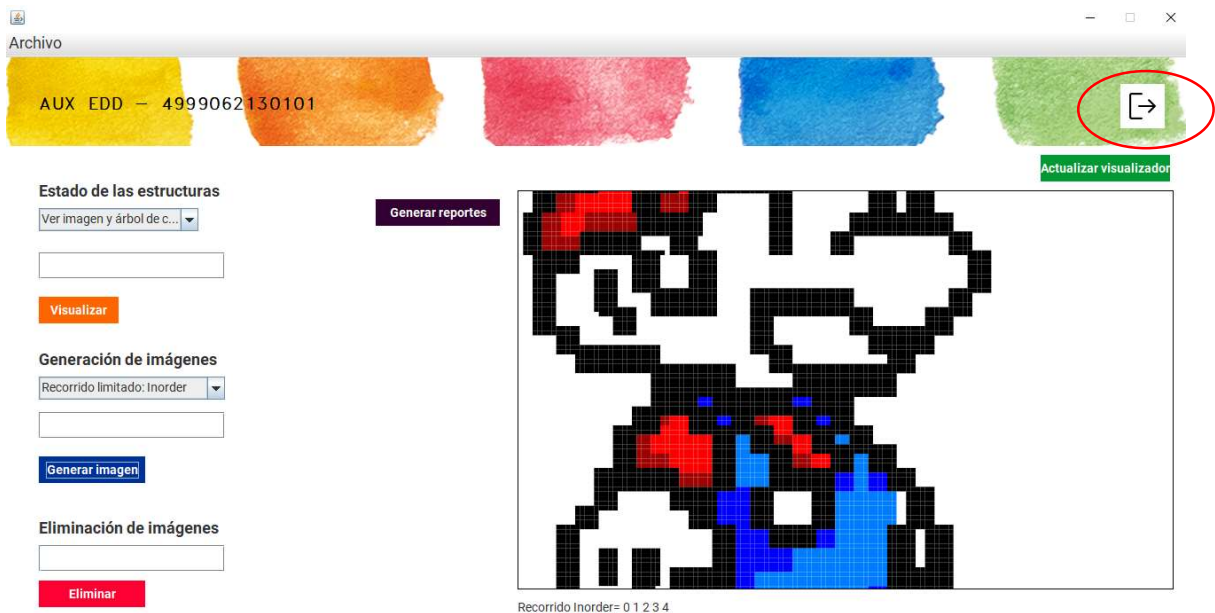 Archivo
AUX EDD — 4999062130101
Actualizar visualizador
Estado de las estructuras
Ver imagen y árbol de c...
Generar reportes
Visualizar
Generación de imágenes
Recorrido limitado: Inorder
Generar imagen
Eliminación de imágenes
Eliminar
Recorrido Inorder= 0 1 2 3 4